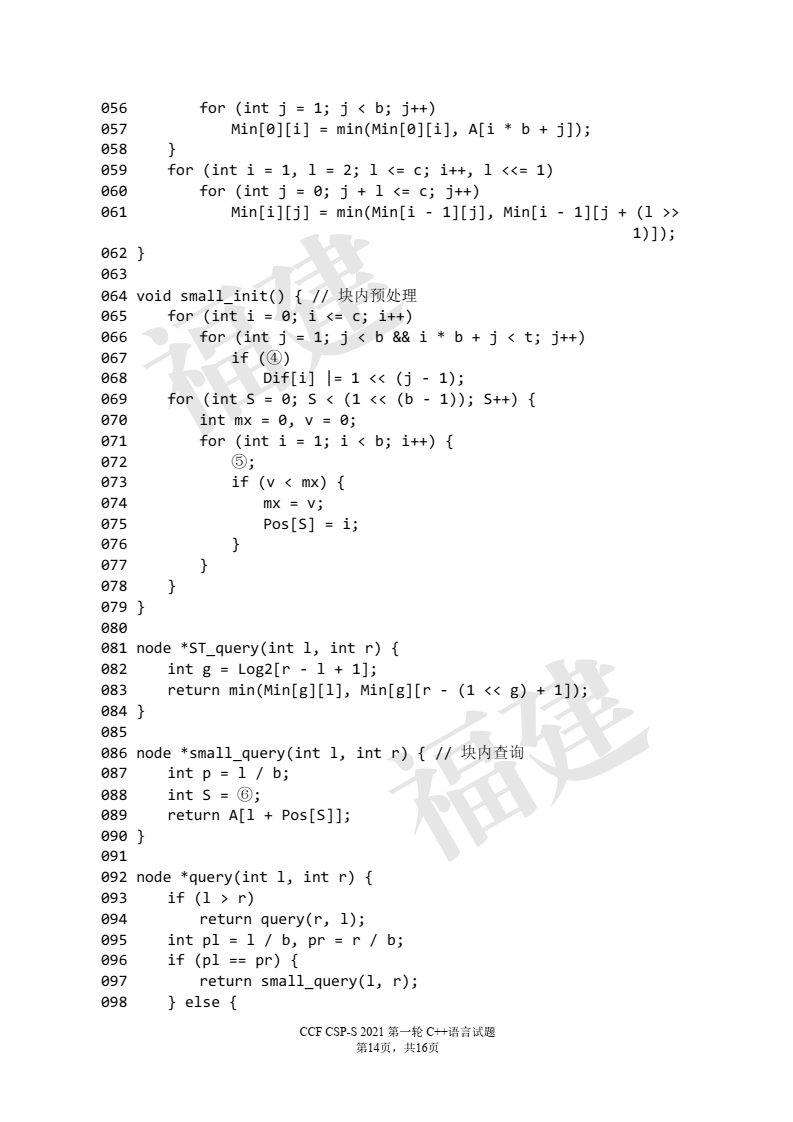 056 for (int j = 1; j < b; j++)
057 Min[0][i] = min(Min[0][i], A[i * b + j]);
058 }
059 for (int i = 1, l = 2; l <= c; i++, l <<= 1)
060 for (int j = 0; j + l <= c; j++)
061 Min[i][j] = min(Min[i - 1][j], Min[i - 1][j + (l >>
1)]);
062 }
063
064 void small_init() { // 块内预处理
065 for (int i = 0; i <= c; i++)
066 for (int j = 1; j < b && i * b + j < t; j++)
067 if (④)
068 Dif[i] |= 1 << (j - 1);
069 for (int S = 0; S < (1 << (b - 1)); S++) {
070 int mx = 0, v = 0;
071 for (int i = 1; i < b; i++) {
072 ⑤;
073 if (v < mx) {
074 mx = v;
075 Pos[S] = i;
076 }
077 }
078 }
079 }
080
081 node *ST_query(int l, int r) {
082 int g = Log2[r - l + 1];
083 return min(Min[g][l], Min[g][r - (1 << g) + 1]);
084 }
085
086 node *small_query(int l, int r) { // 块内查询
087 int p = l / b;
088 int S = ⑥;
089 return A[l + Pos[S]];
090 }
091
092 node *query(int l, int r) {
093 if (l > r)
094 return query(r, l);
095 int pl = l / b, pr = r / b;
096 if (pl == pr) {
097 return small_query(l, r);
098 } else {
CCF CSP-S 2021 第一轮 C++语言试题
第14页，共16页
福建
福建